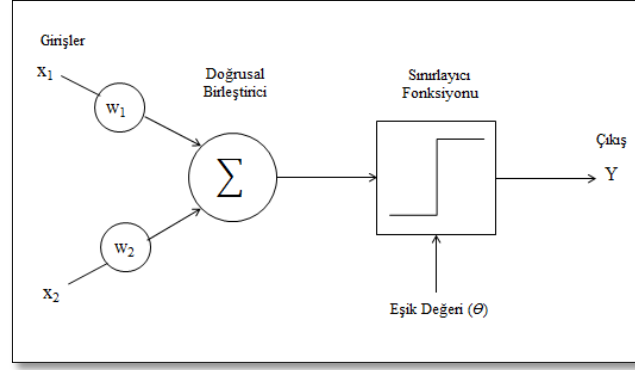 Girişler
x1
w1
Doğrusal
Birleştirici
∑
Sınırlayıcı
Fonksiyonu
Çıkış
Y
w2
x2
Eşik Değeri (Θ)